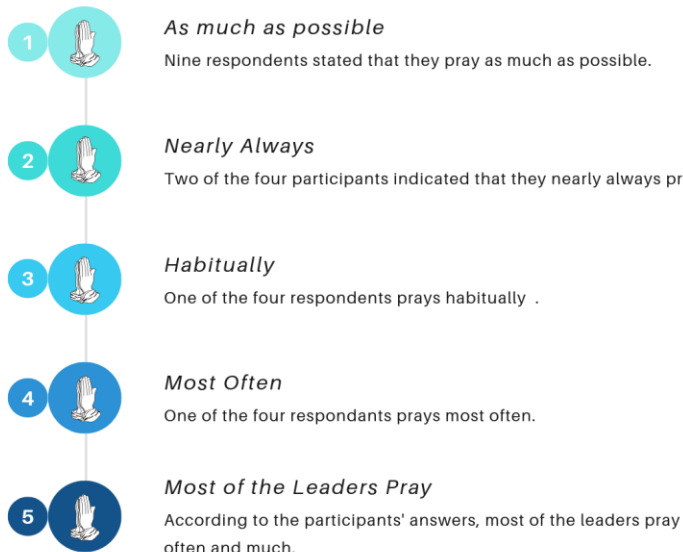 1
As much as possible
Nine respondents stated that they pray as much as possible.
2
Nearly Always
Two of the four participants indicated that they nearly always pr
3
Habitually
One of the four respondents prays habitually .
4
Most Often
One of the four respondants prays most often.
5
Most of the Leaders Pray
According to the participants' answers, most of the leaders pray
often and much.